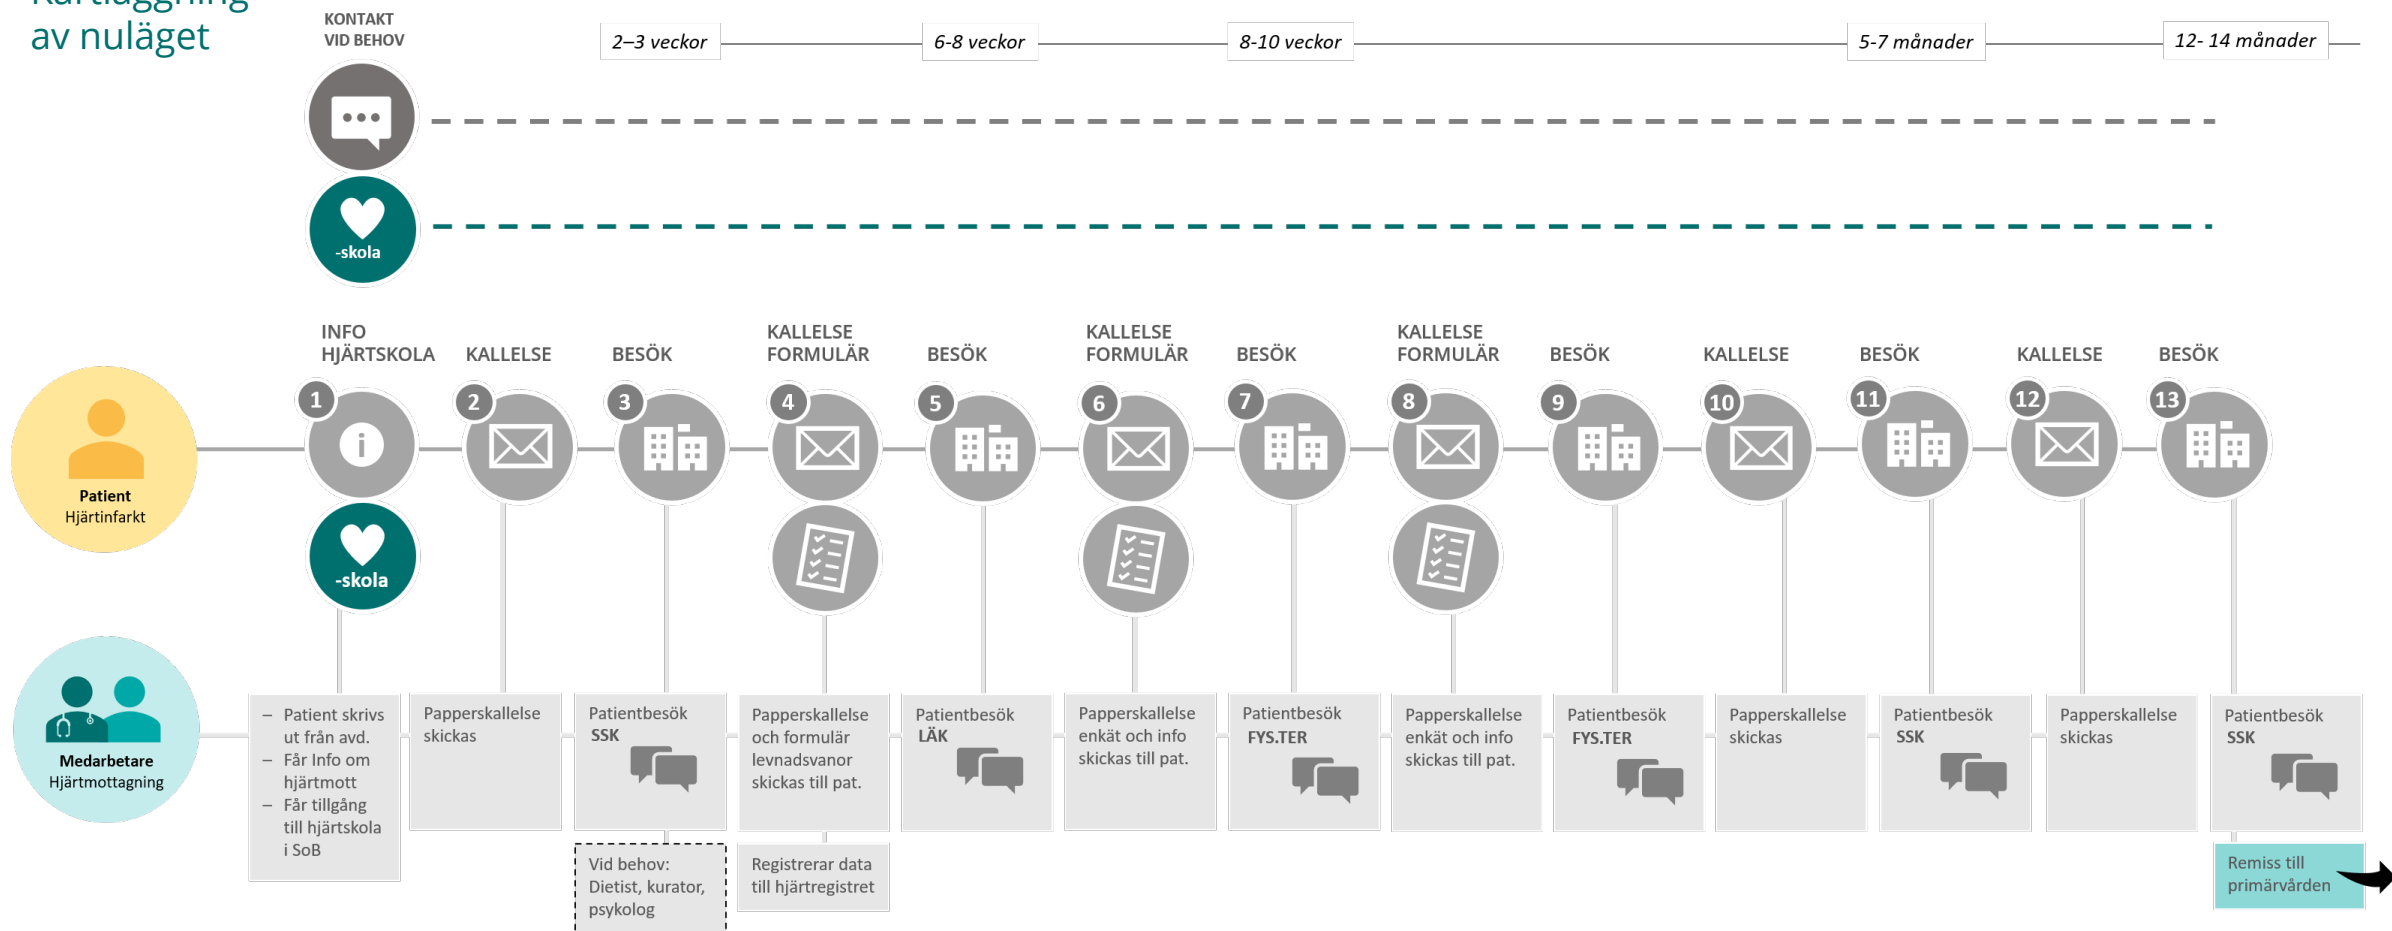 Kartläggning
av nuläget
KONTAKT
VID BEHOV
2–3 veckor
6-8 veckor
8-10 veckor
5-7 månader
12- 14 månader
-skola
INFO
HJÄRTSKOLA
KALLELSE
BESÖK
KALLELSE
FORMULÄR
BESÖK
KALLELSE
FORMULÄR
BESÖK
KALLELSE
FORMULÄR
BESÖK
KALLELSE
BESÖK
KALLELSE
BESÖK
1
2
3
4
5
6
7
8
9
10
11
12
13
i
Patient
Hjärtinfarkt
-skola
Medarbetare
Hjärtmottagning
– Patient skrivs
ut från avd.
– Får Info om
hjärtmott
– Får tillgång
till hjärtskola
i SoB
Papperskallelse
skickas
Patientbesök
SSK
Vid behov:
Dietist, kurator,
psykolog
Papperskallelse
och formulär
levnadsvanor
skickas till pat.
Registrerar data
till hjärtregistret
Patientbesök
LÄK
Papperskallelse
enkät och info
skickas till pat.
Patientbesök
FYS.TER
Papperskallelse
enkät och info
skickas till pat.
Patientbesök
FYS.TER
Papperskallelse
skickas
Patientbesök
SSK
Papperskallelse
skickas
Patientbesök
SSK
Remiss till
primärvården